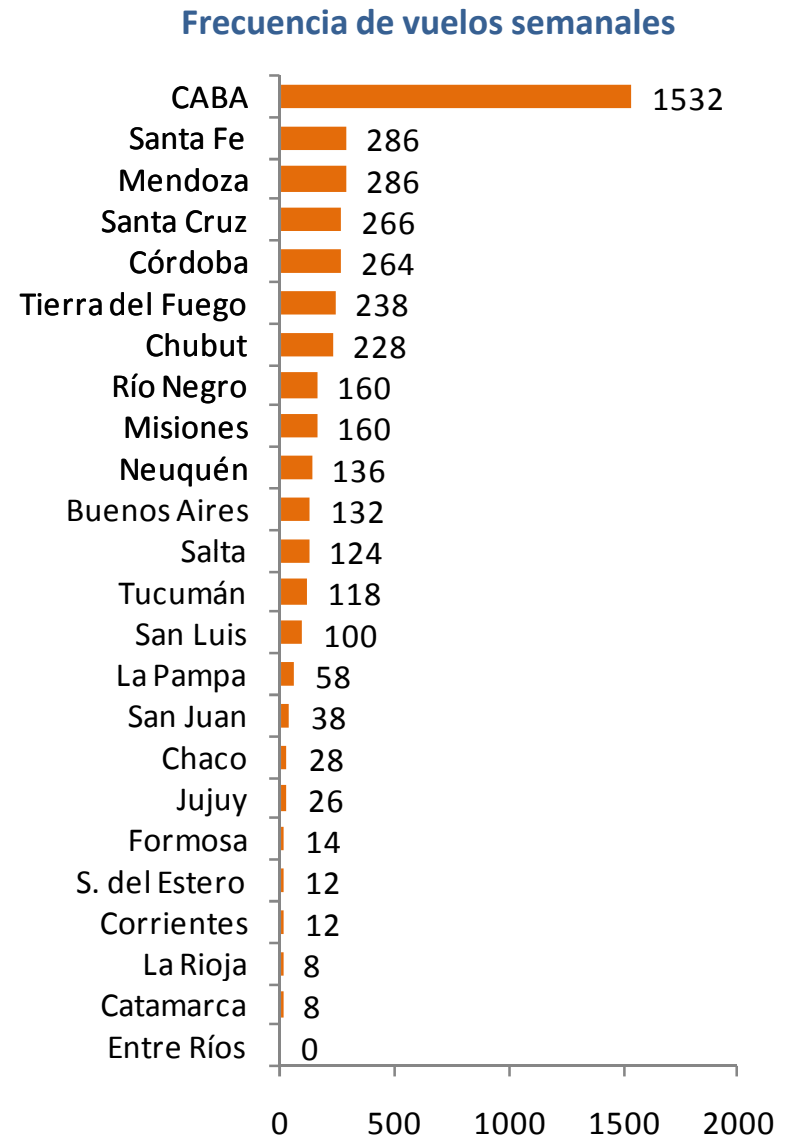 Frecuencia de vuelos semanales
CABA 1532
Santa Fe 286
Mendoza 286
Santa Cruz 266
Córdoba 264
Tierra del Fuego 238
Chubut 228
Río Negro 160
Misiones 160
Neuquén 136
Buenos Aires 132
Salta 124
Tucumán 118
San Luis 100
La Pampa 58
San Juan 38
Chaco 28
Jujuy 26
Formosa 14
S. del Estero 12
Corrientes 12
La Rioja 8
Catamarca 8
Entre Ríos 0
0 500 1000 1500 2000